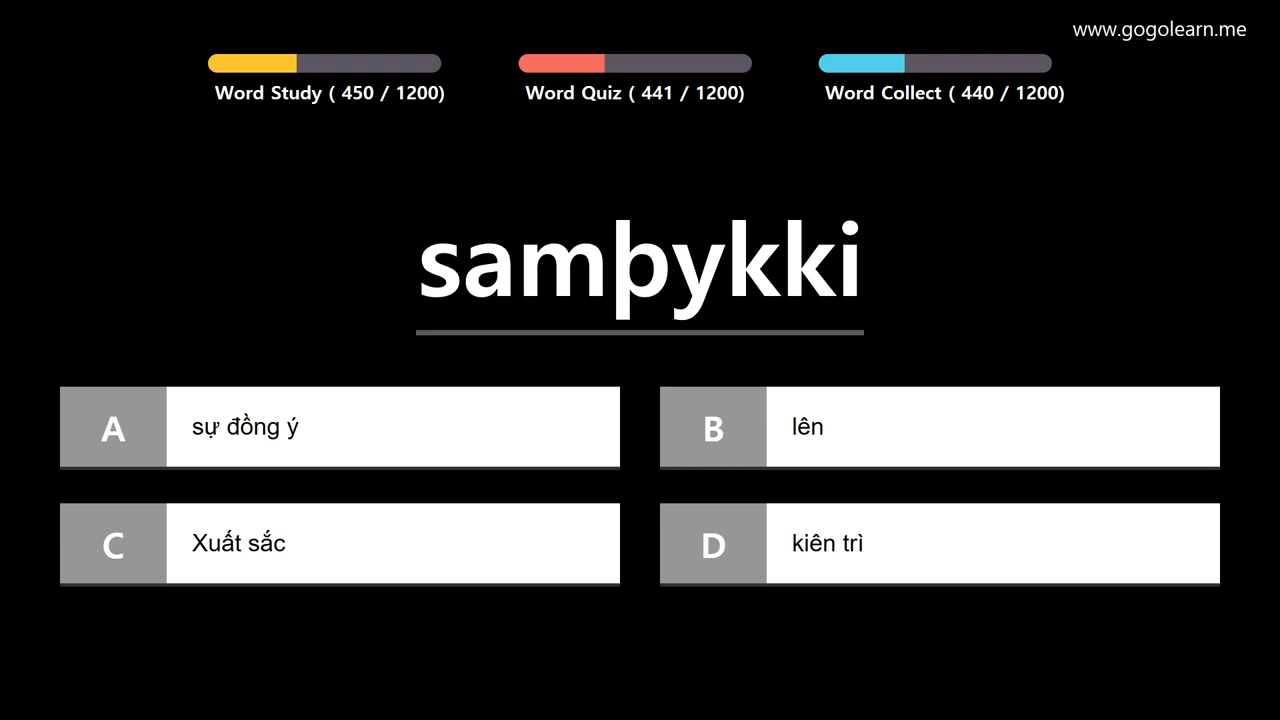 www.gogolearn.me
Word Study ( 450 / 1200)
Word Quiz ( 441 / 1200)
Word Collect ( 440 / 1200)
samþykki
A
sự đồng ý
B
lên
C
Xuất sắc
D
kiên trì